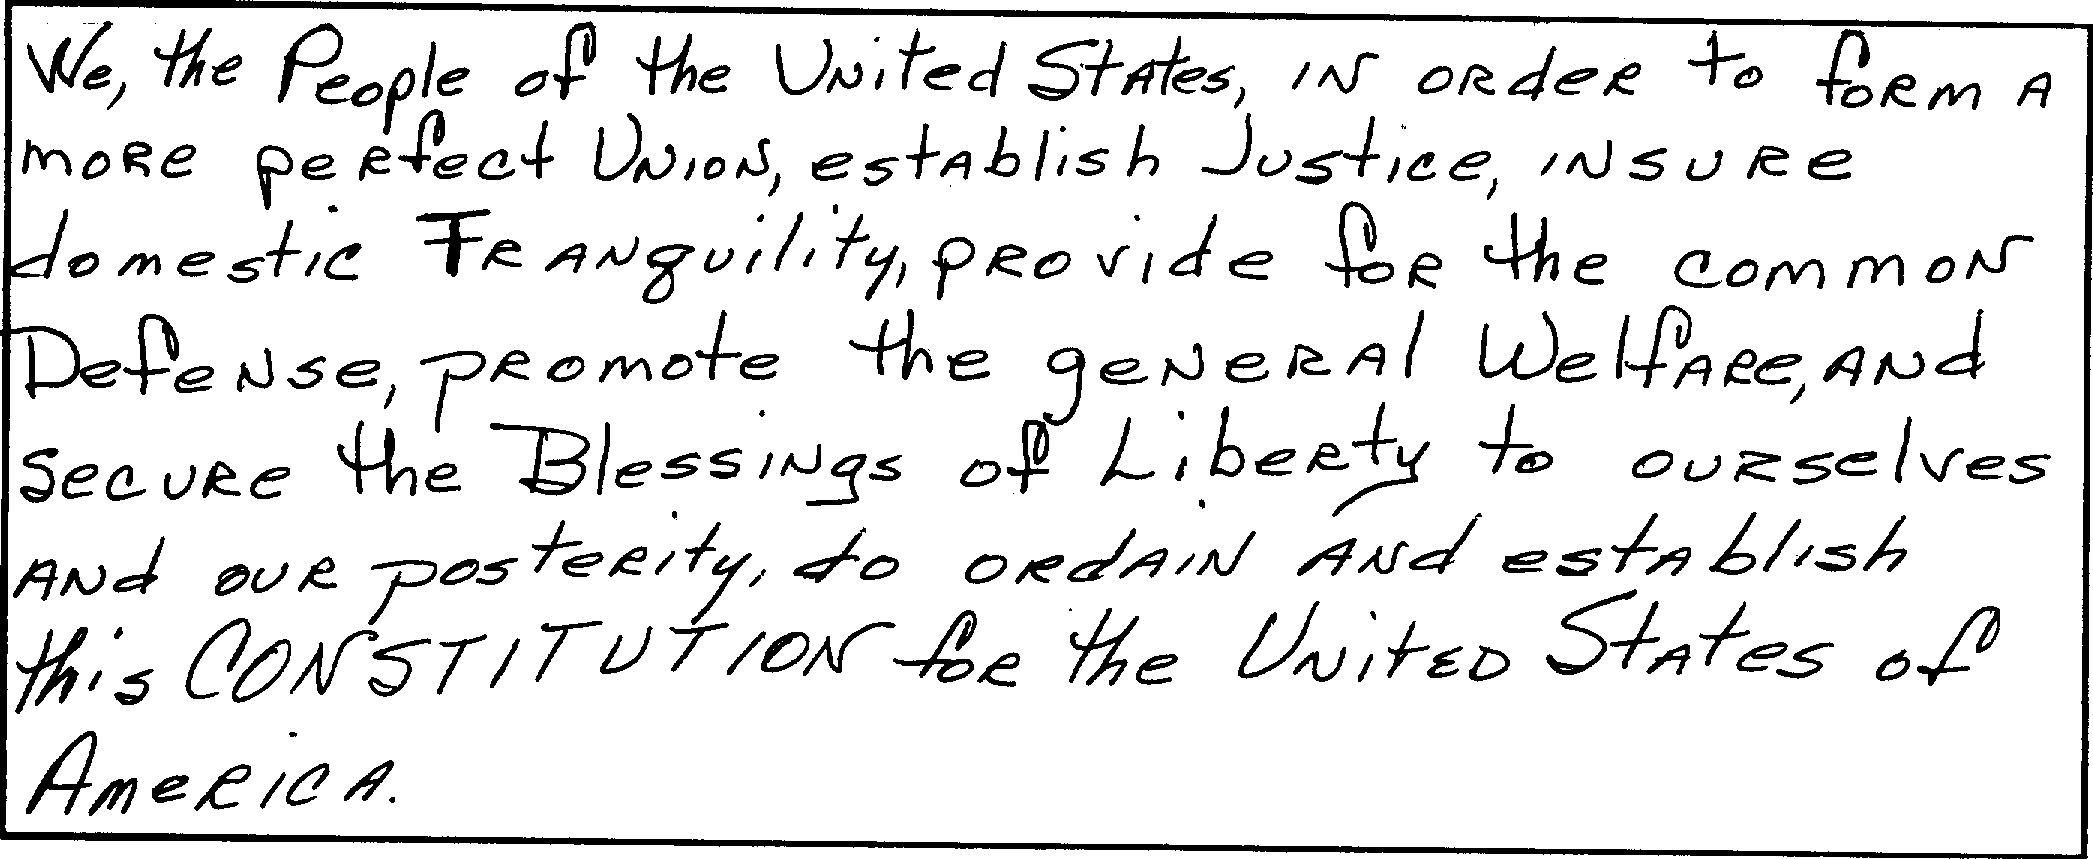 We, the People of the United States, in order to form a
more perfect Union, establish Justice, insure
domestic Tranquility, provide for the common
Defense, promote the general Welfare, and
secure the Blessings of Liberty to ourselves
and our posterity, do ordain and establish
this CONSTITUTION for the United States of
America.